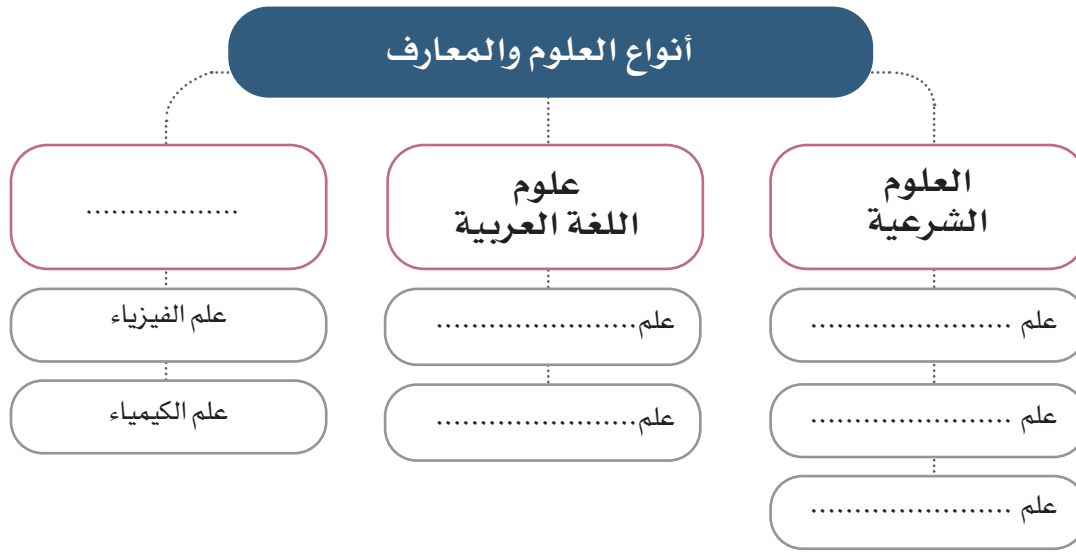 أنواع العلوم والمعارف
العلوم
الشرعية
علم .......................
علم .......................
علم .......................
علوم
اللغة العربية
علم.......................
علم.......................
..................
علم الفيزياء
علم الكيمياء